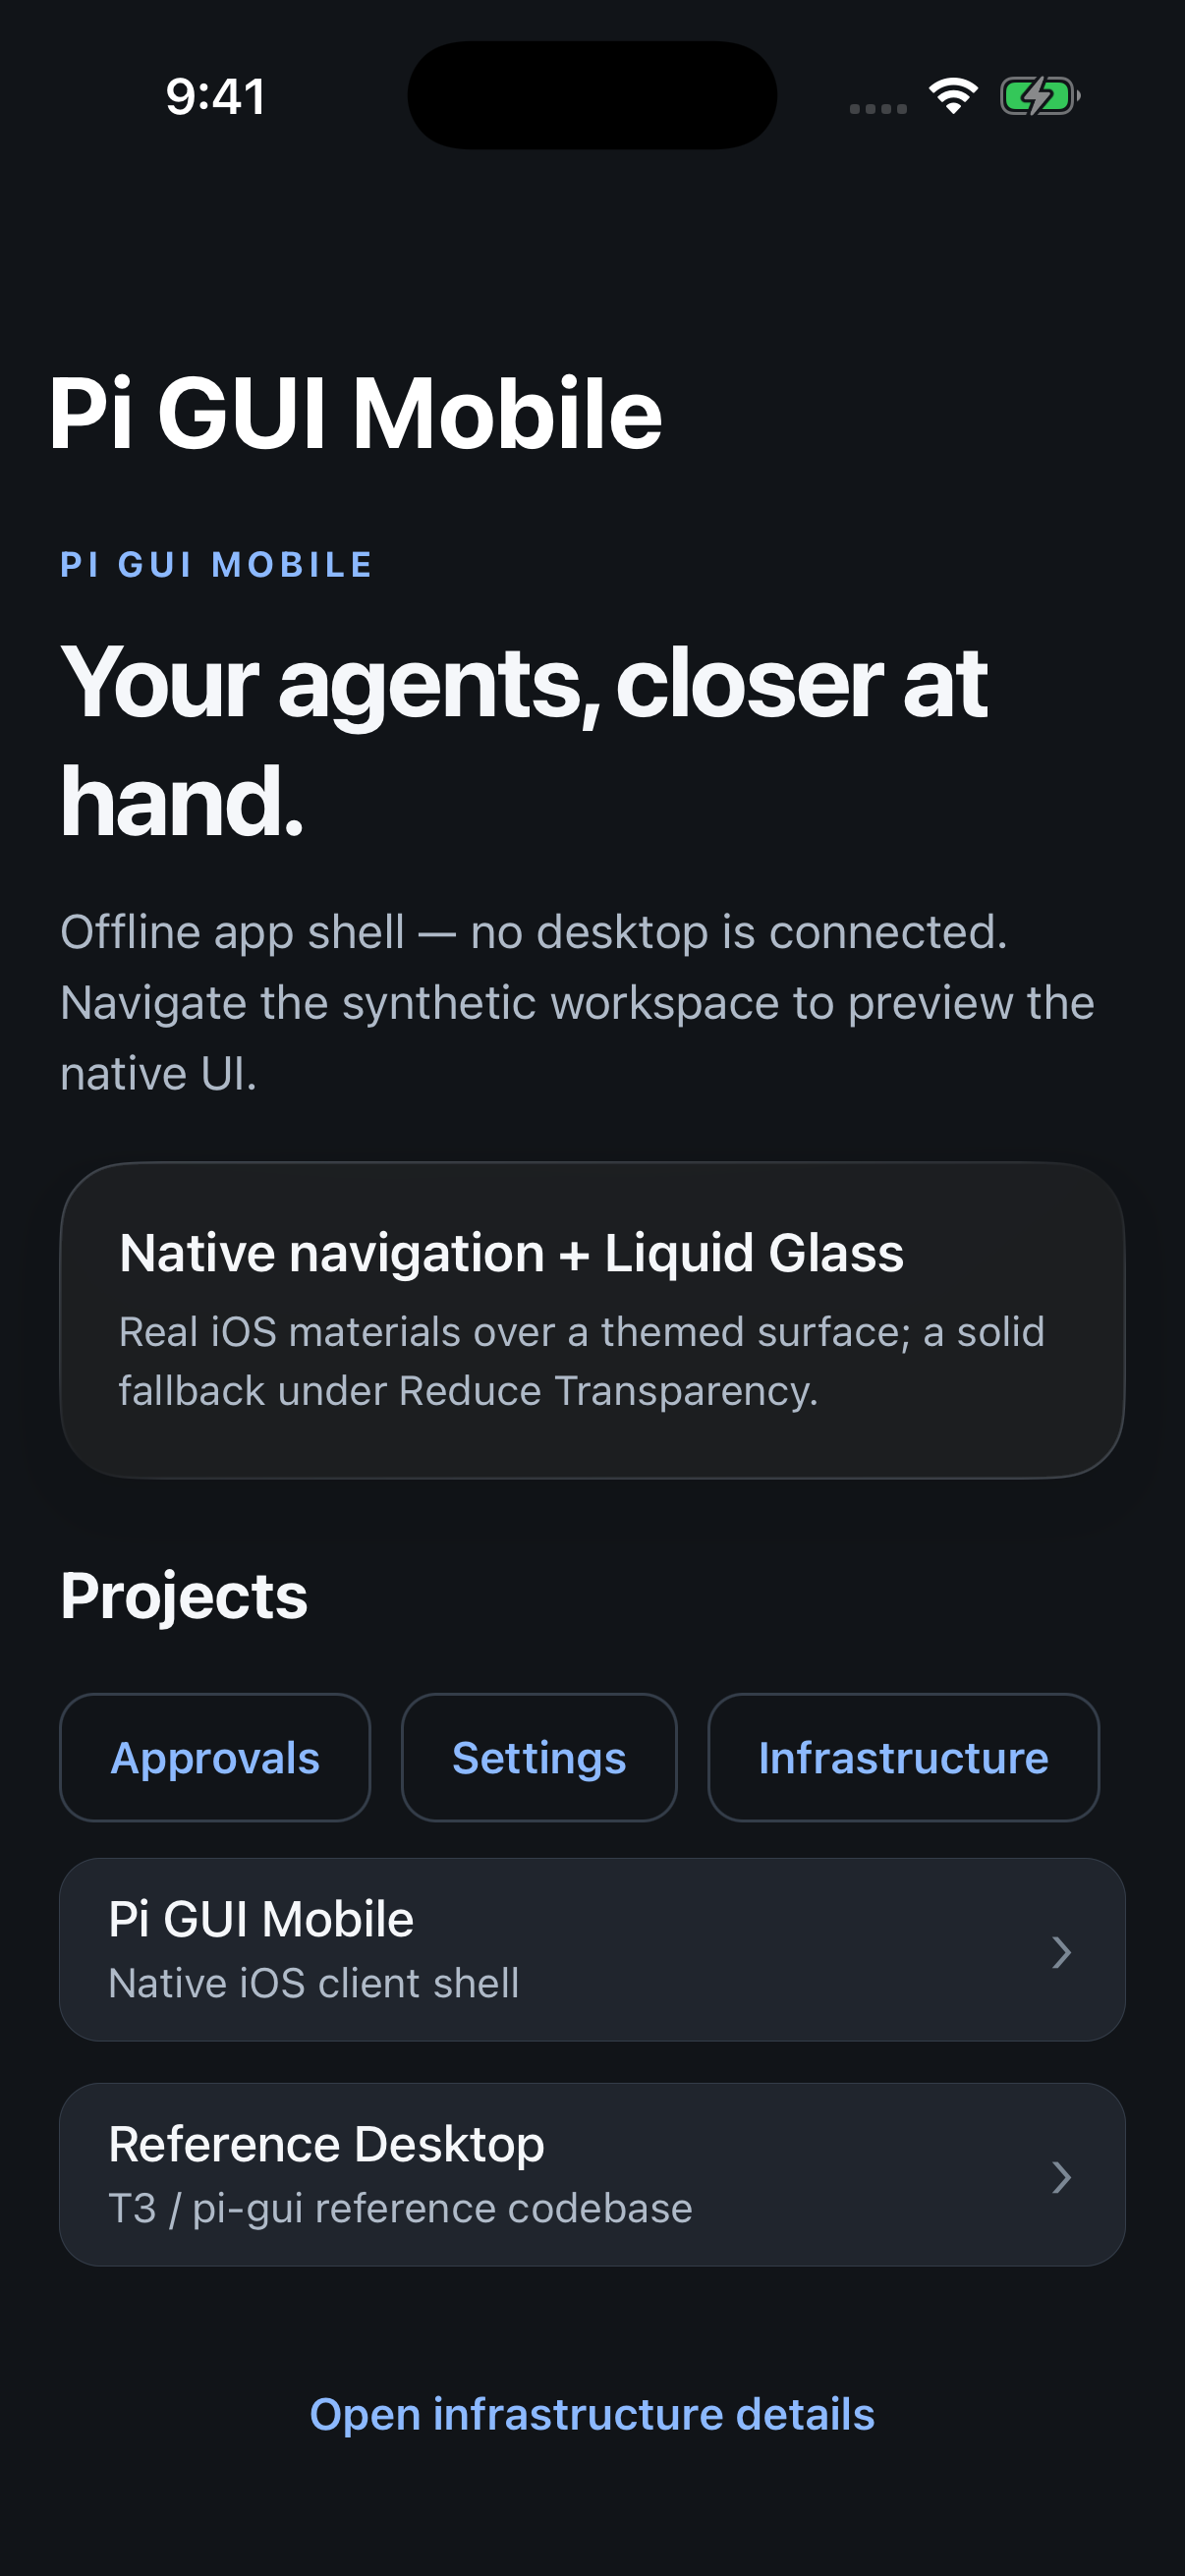 9:41
Pi GUI Mobile
PI GUI MOBILE
Your agents, closer at
hand.
Offline app shell — no desktop is connected.
Navigate the synthetic workspace to preview the
native UI.
Native navigation + Liquid Glass
Real iOS materials over a themed surface; a solid
fallback under Reduce Transparency.
Projects
Approvals Settings Infrastructure
Pi GUI Mobile
Native iOS client shell
Reference Desktop
T3 / pi-gui reference codebase
Open infrastructure details